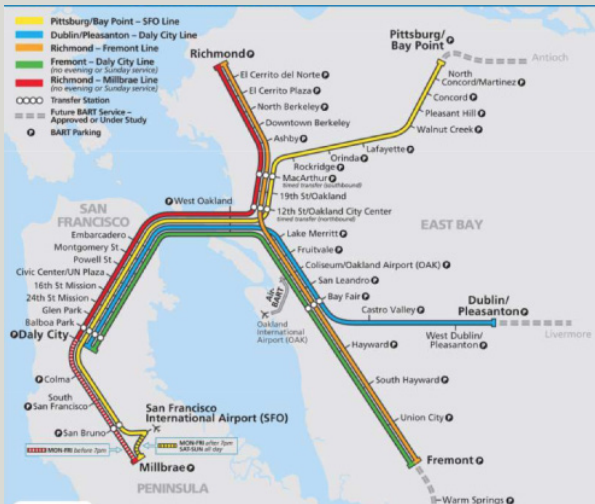 Pittsburg/Bay Point – SFO Line
Dublin/Pleasanton – Daly City Line
Richmond – Fremont Line
Fremont – Daly City Line
(no evening or Sunday service)
Richmond – Millbrae Line
(no evening or Sunday service)
Transfer Station
Future BART Service –
Approved or Under Study
P BART Parking
Richmond P
El Cerrito del Norte P
El Cerrito Plaza P
North Berkeley P
Downtown Berkeley
Ashby P
Pittsburg/
Bay Point P
Antioch
North
Concord/Martinez P
Concord P
Pleasant Hill P
Walnut Creek P
Lafayette P
Orinda P
Rockridge P
MacArthur P
timed transfer (southbound)
19th St/Oakland
12th St/Oakland City Center
timed transfer (northbound)
P West Oakland
SAN
FRANCISCO
EAST BAY
Embarcadero
Montgomery St
Powell St
Civic Center/UN Plaza
16th St Mission
24th St Mission
Glen Park
Balboa Park
P Daly City
Lake Merritt P
Fruitvale P
Coliseum/Oakland Airport (OAK) P
San Leandro P
Bay Fair P
Air-
BART
Oakland
International
Airport (OAK)
Castro Valley P
Dublin/
Pleasanton P
West Dublin/
Pleasanton P
Livermore
Hayward P
South Hayward P
Union City P
Fremont P
Warm Springs P
P Colma
South
P San Francisco
P San Bruno
San Francisco
International Airport (SFO)
MON-FRI before 7pm
MON-FRI after 7pm
SAT-SUN all day
Millbrae P
PENINSULA